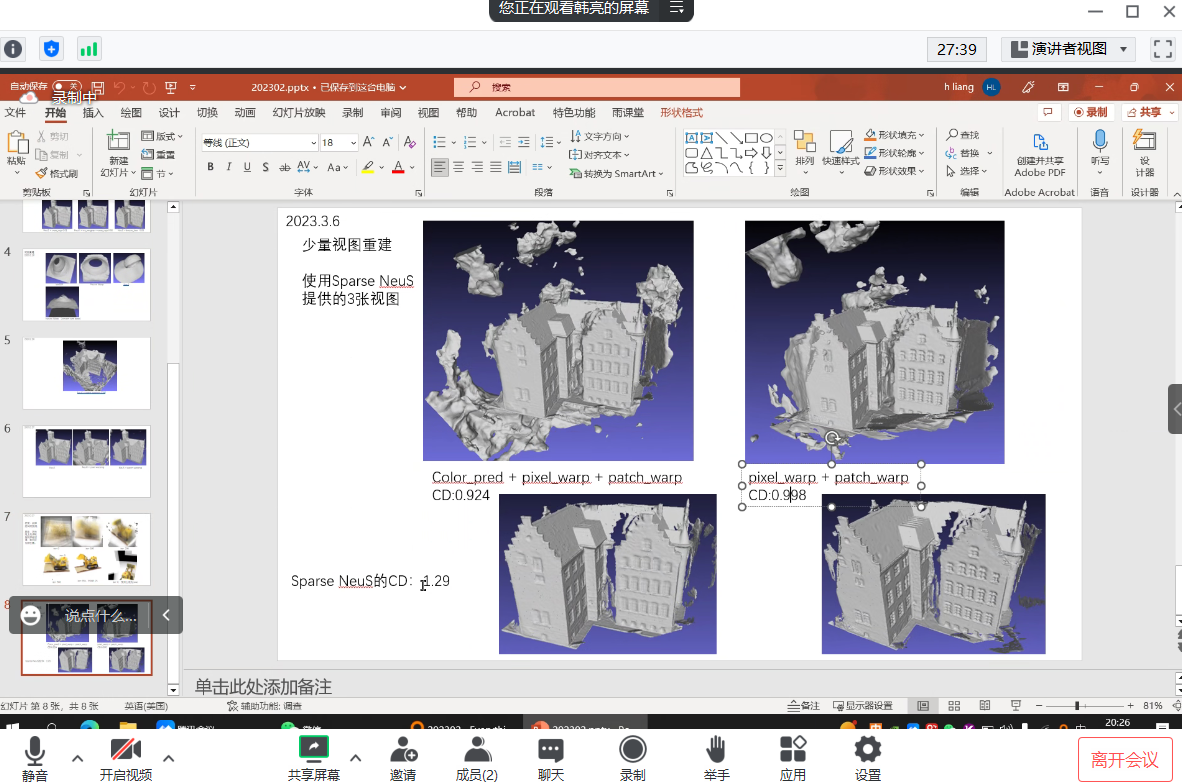 您正在观看韩亮的屏幕
27:39
演讲者视图
自动保存
关
录制中
202302.pptx • 已保存到这台电脑
搜索
h liang
HL
文件
开始
插入
绘图
设计
切换
动画
幻灯片放映
录制
审阅
视图
帮助
Acrobat
特色功能
雨课堂
形状格式
录制
共享
粘贴
剪切
复制
格式刷
剪贴板
新建
幻灯片
版式
重置
节
幻灯片
等线 (正文)
18
B I U S ab AV Aa A
字体
文字方向
对齐文本
转换为 SmartArt
段落
排列
快速样式
形状填充
形状轮廓
形状效果
绘图
查找
替换
选择
编辑
创建并共享
Adobe PDF
Adobe Acrobat
听写
语音
设
计器
设计器
4
5
6
7
8
说点什么...
2023.3.6
少量视图重建
使用Sparse NeuS
提供的3张视图
Color_pred + pixel_warp + patch_warp
CD:0.924
pixel_warp + patch_warp
CD:0.998
Sparse NeuS的CD：1.29
单击此处添加备注
幻灯片 第 8 张，共 8 张
英语(美国)
辅助功能: 调查
备注
显示器设置
81%
20:26
静音
开启视频
共享屏幕
邀请
成员(2)
聊天
录制
举手
应用
设置
离开会议